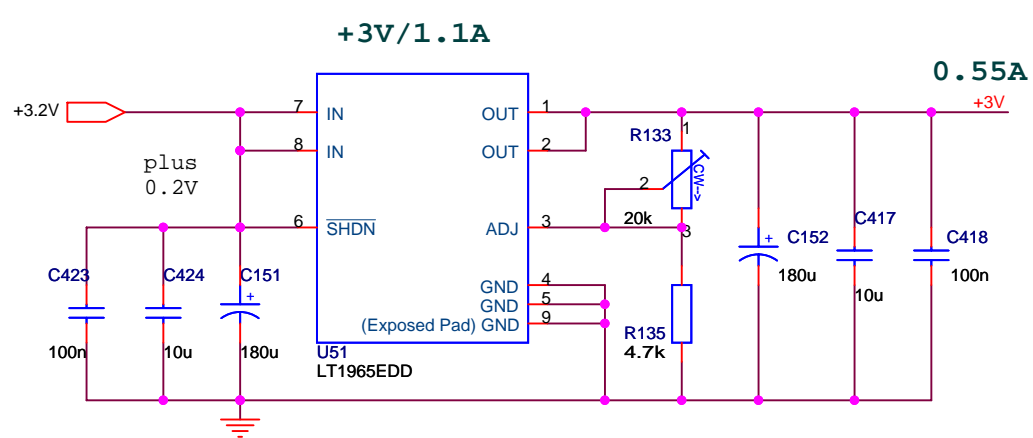 +3V/1.1A
0.55A
+3.2V
+3V
7
IN
OUT
1
8
IN
OUT
2
plus
0.2V
R133
1
2
CW->
20k
3
6
SHDN
ADJ
3
C423
100n
C424
10u
C151
+
180u
GND
4
GND
5
(Exposed Pad) GND
9
U51
LT1965EDD
R135
4.7k
+
C152
180u
C417
10u
C418
100n